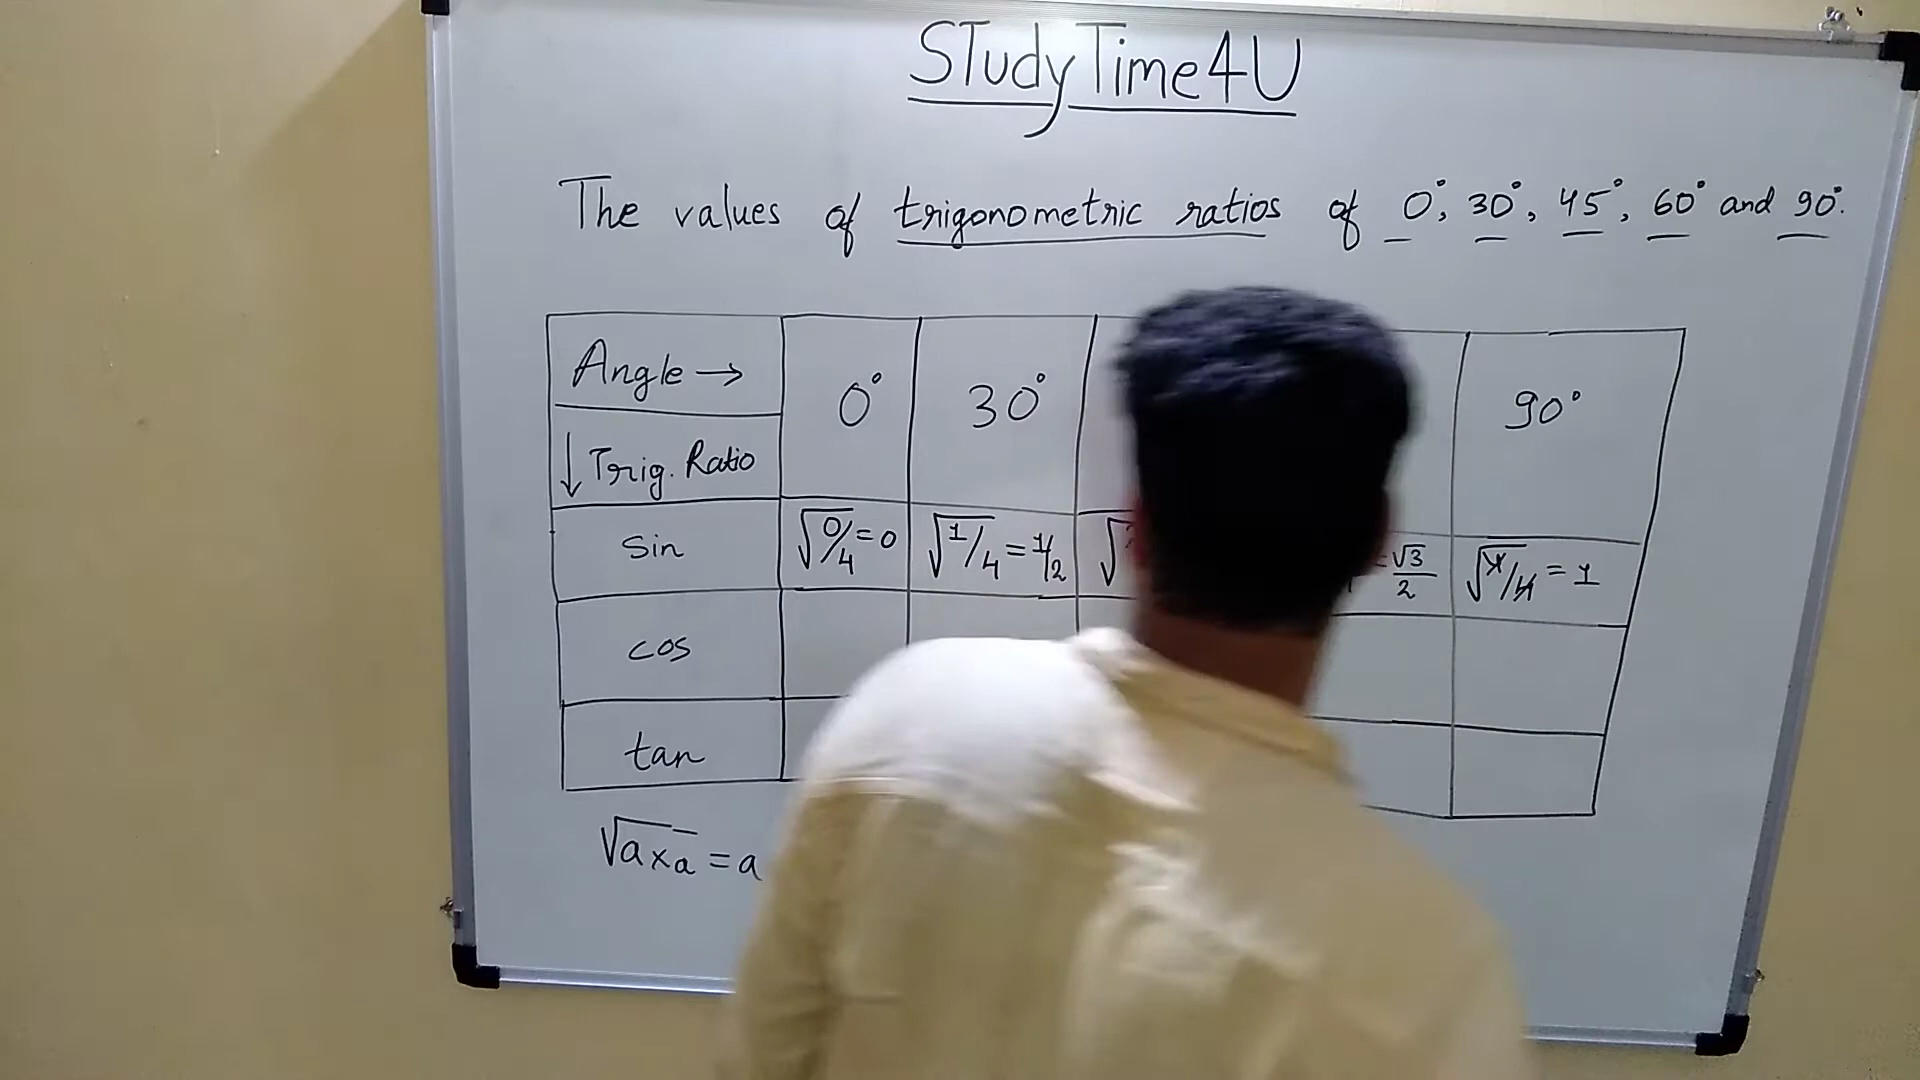 STudyTime4U
The values of trigonometric ratios of 0°, 30°, 45°, 60° and 90°.
Angle → 0° 30° 90°
↓ Trig. Ratio
Sin √0/4 = 0 √1/4 = 1/2 √ = √3/2 √4/4 = 1
cos
tan
√a×a = a